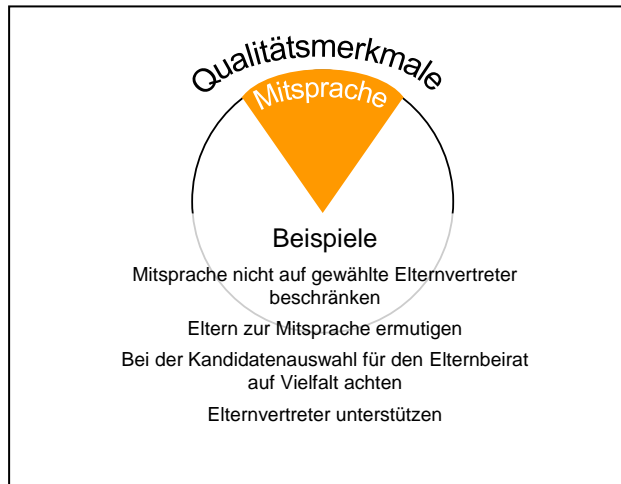 Qualitätsmerkmale
Mitsprache
Beispiele
Mitsprache nicht auf gewählte Elternvertreter
beschränken
Eltern zur Mitsprache ermutigen
Bei der Kandidatenauswahl für den Elternbeirat
auf Vielfalt achten
Elternvertreter unterstützen